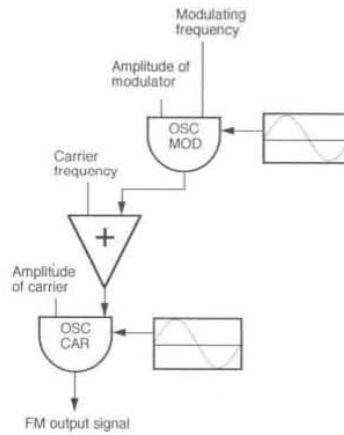 Modulating
frequency
Amplitude of
modulator
OSC
MOD
Carrier
frequency
+
Amplitude
of carrier
OSC
CAR
FM output signal